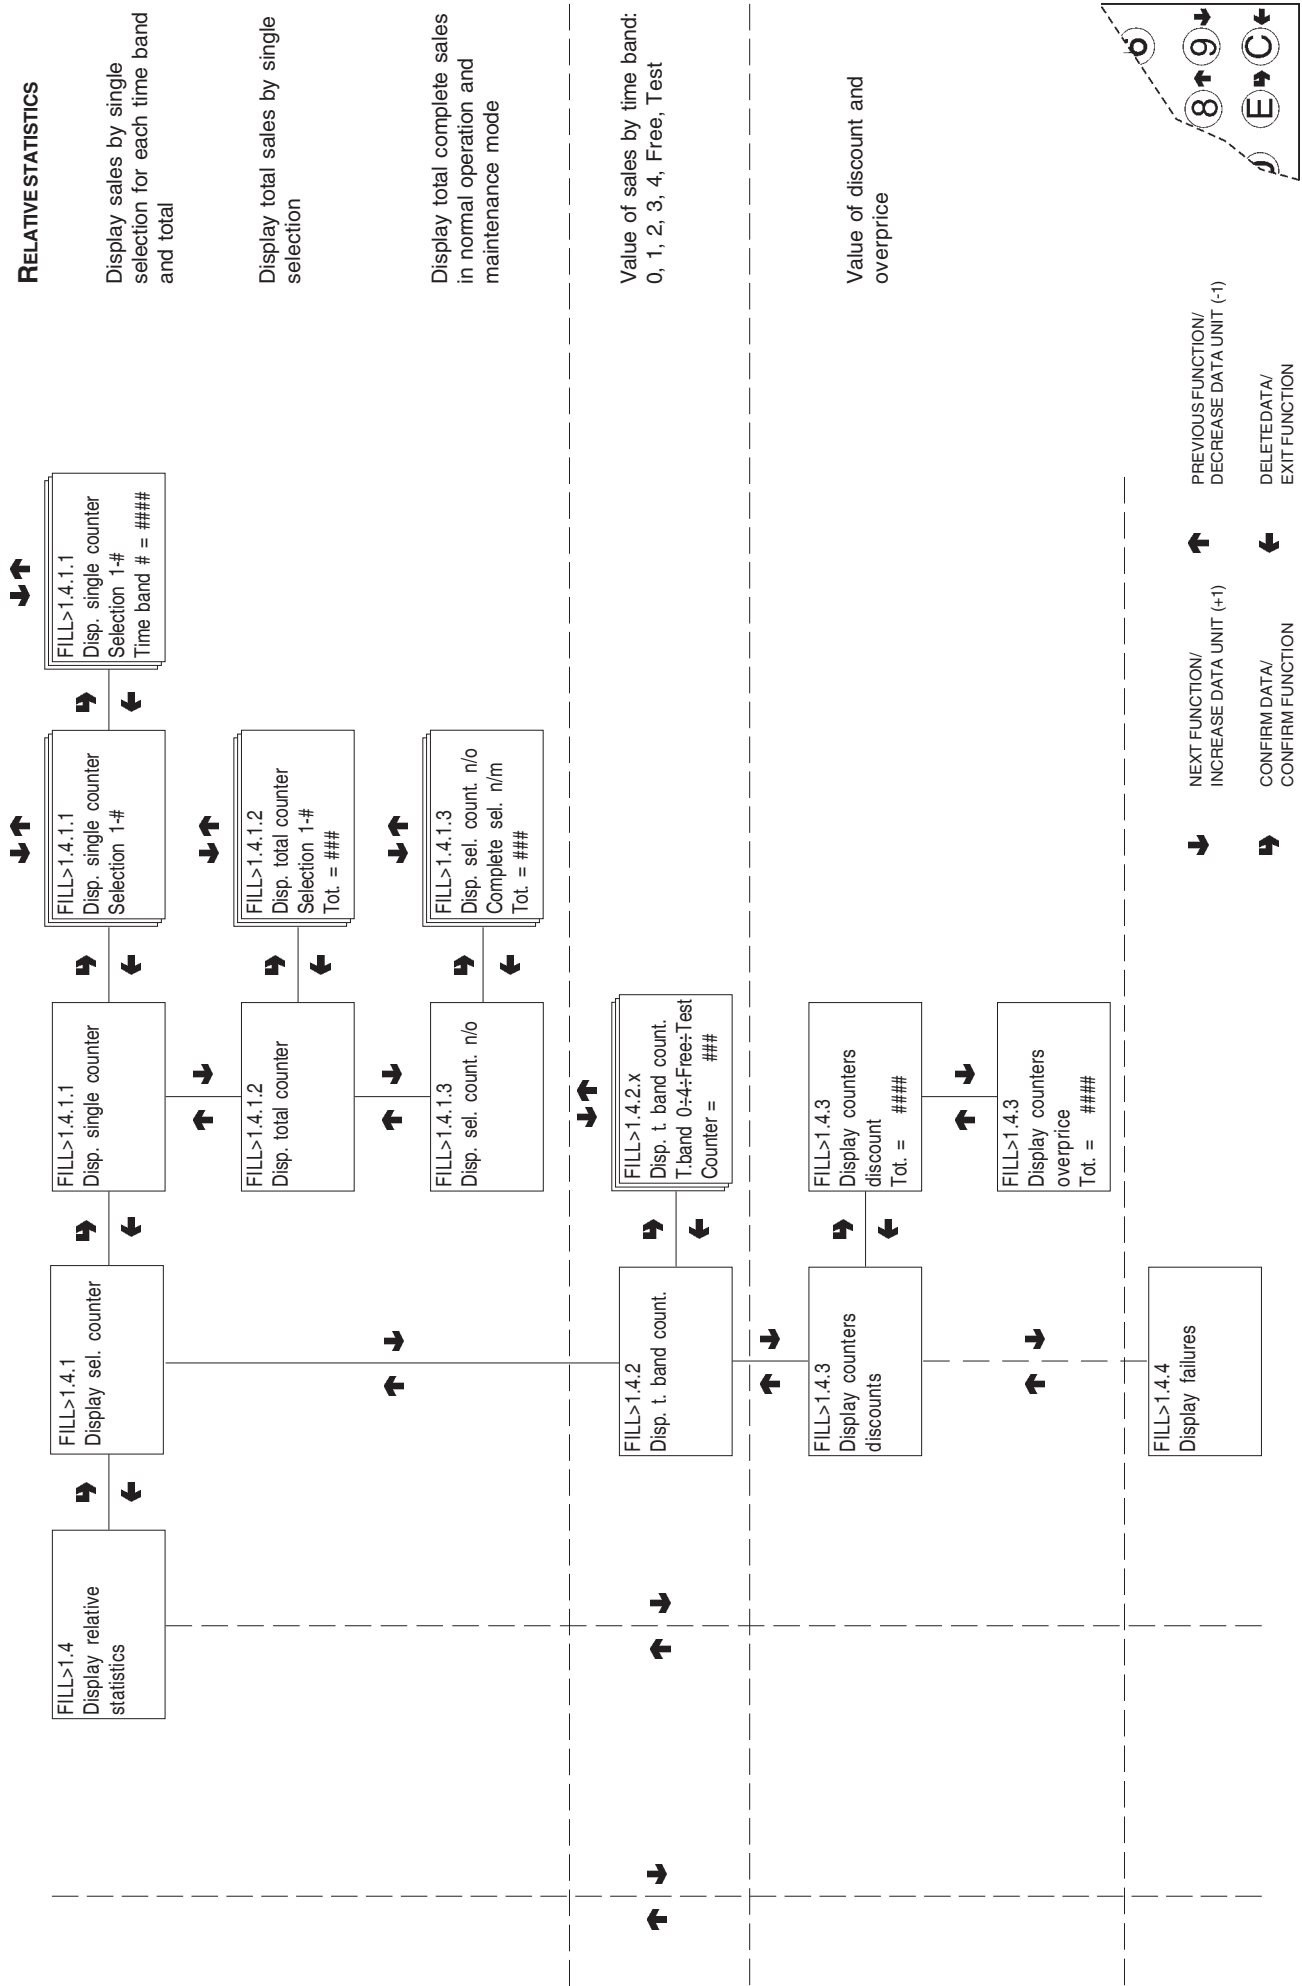 RELATIVE STATISTICS
FILL>1.4
Display relative
statistics
FILL>1.4.1
Display sel. counter
FILL>1.4.1.1
Disp. single counter
FILL>1.4.1.1
Disp. single counter
Selection 1-#
FILL>1.4.1.1
Disp. single counter
Selection 1-#
Time band # = ####
Display sales by single
selection for each time band
and total
FILL>1.4.1.2
Disp. total counter
FILL>1.4.1.2
Disp. total counter
Selection 1-#
Tot. = ###
Display total sales by single
selection
FILL>1.4.1.3
Disp. sel. count. n/o
FILL>1.4.1.3
Disp. sel. count. n/o
Complete sel. n/m
Tot. = ###
Display total complete sales
in normal operation and
maintenance mode
FILL>1.4.2
Disp. t. band count.
FILL>1.4.2.x
Disp. t. band count.
T.band 0÷4÷Free÷Test
Counter = ###
Value of sales by time band:
0, 1, 2, 3, 4, Free, Test
FILL>1.4.3
Display counters
discounts
FILL>1.4.3
Display counters
discount
Tot. = ####
Value of discount and
overprice
FILL>1.4.3
Display counters
overprice
Tot. = ####
FILL>1.4.4
Display failures
NEXT FUNCTION/
INCREASE DATA UNIT (+1)
PREVIOUS FUNCTION/
DECREASE DATA UNIT (-1)
CONFIRM DATA/
CONFIRM FUNCTION
DELETE DATA/
EXIT FUNCTION
8 9
E C